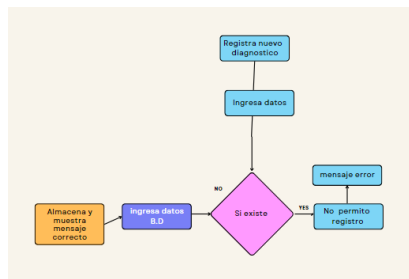 Registra nuevo
diagnostico
Ingresa datos
NO
mensaje error
Almacena y
muestra
mensaje
correcto
ingresa datos
B.D
Si existe
YES
No permito
registro